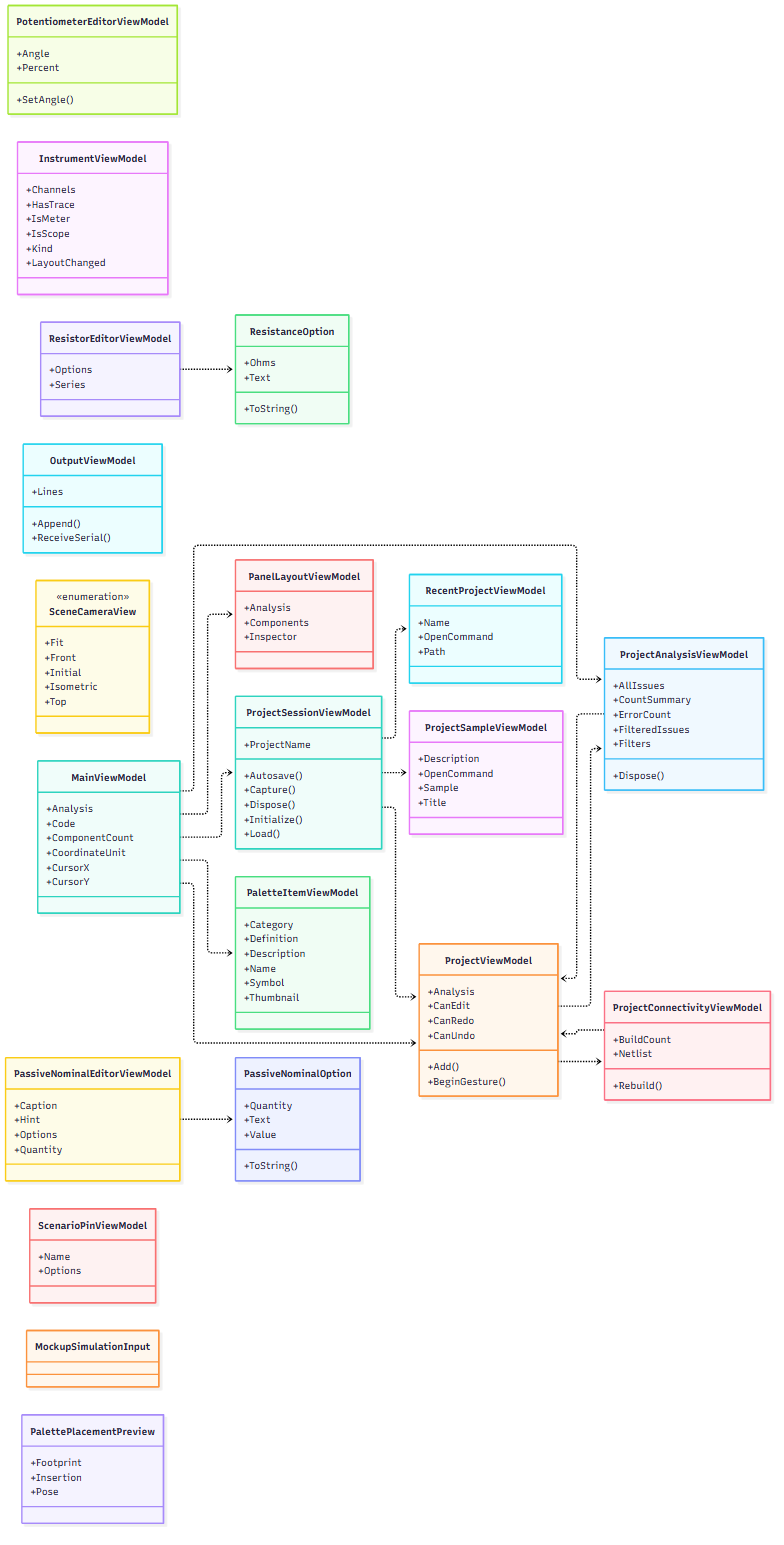 PotentiometerEditorViewModel
+Angle
+Percent
+SetAngle()
InstrumentViewModel
+Channels
+HasTrace
+IsMeter
+IsScope
+Kind
+LayoutChanged
ResistorEditorViewModel
+Options
+Series
ResistanceOption
+Ohms
+Text
+ToString()
OutputViewModel
+Lines
+Append()
+ReceiveSerial()
«enumeration»
SceneCameraView
+Fit
+Front
+Initial
+Isometric
+Top
PanelLayoutViewModel
+Analysis
+Components
+Inspector
RecentProjectViewModel
+Name
+OpenCommand
+Path
ProjectAnalysisViewModel
+AllIssues
+CountSummary
+ErrorCount
+FilteredIssues
+Filters
+Dispose()
ProjectSessionViewModel
+ProjectName
+Autosave()
+Capture()
+Dispose()
+Initialize()
+Load()
ProjectSampleViewModel
+Description
+OpenCommand
+Sample
+Title
MainViewModel
+Analysis
+Code
+ComponentCount
+CoordinateUnit
+CursorX
+CursorY
PaletteItemViewModel
+Category
+Definition
+Description
+Name
+Symbol
+Thumbnail
ProjectViewModel
+Analysis
+CanEdit
+CanRedo
+CanUndo
+Add()
+BeginGesture()
ProjectConnectivityViewModel
+BuildCount
+Netlist
+Rebuild()
PassiveNominalEditorViewModel
+Caption
+Hint
+Options
+Quantity
PassiveNominalOption
+Quantity
+Text
+Value
+ToString()
ScenarioPinViewModel
+Name
+Options
MockupSimulationInput
PalettePlacementPreview
+Footprint
+Insertion
+Pose